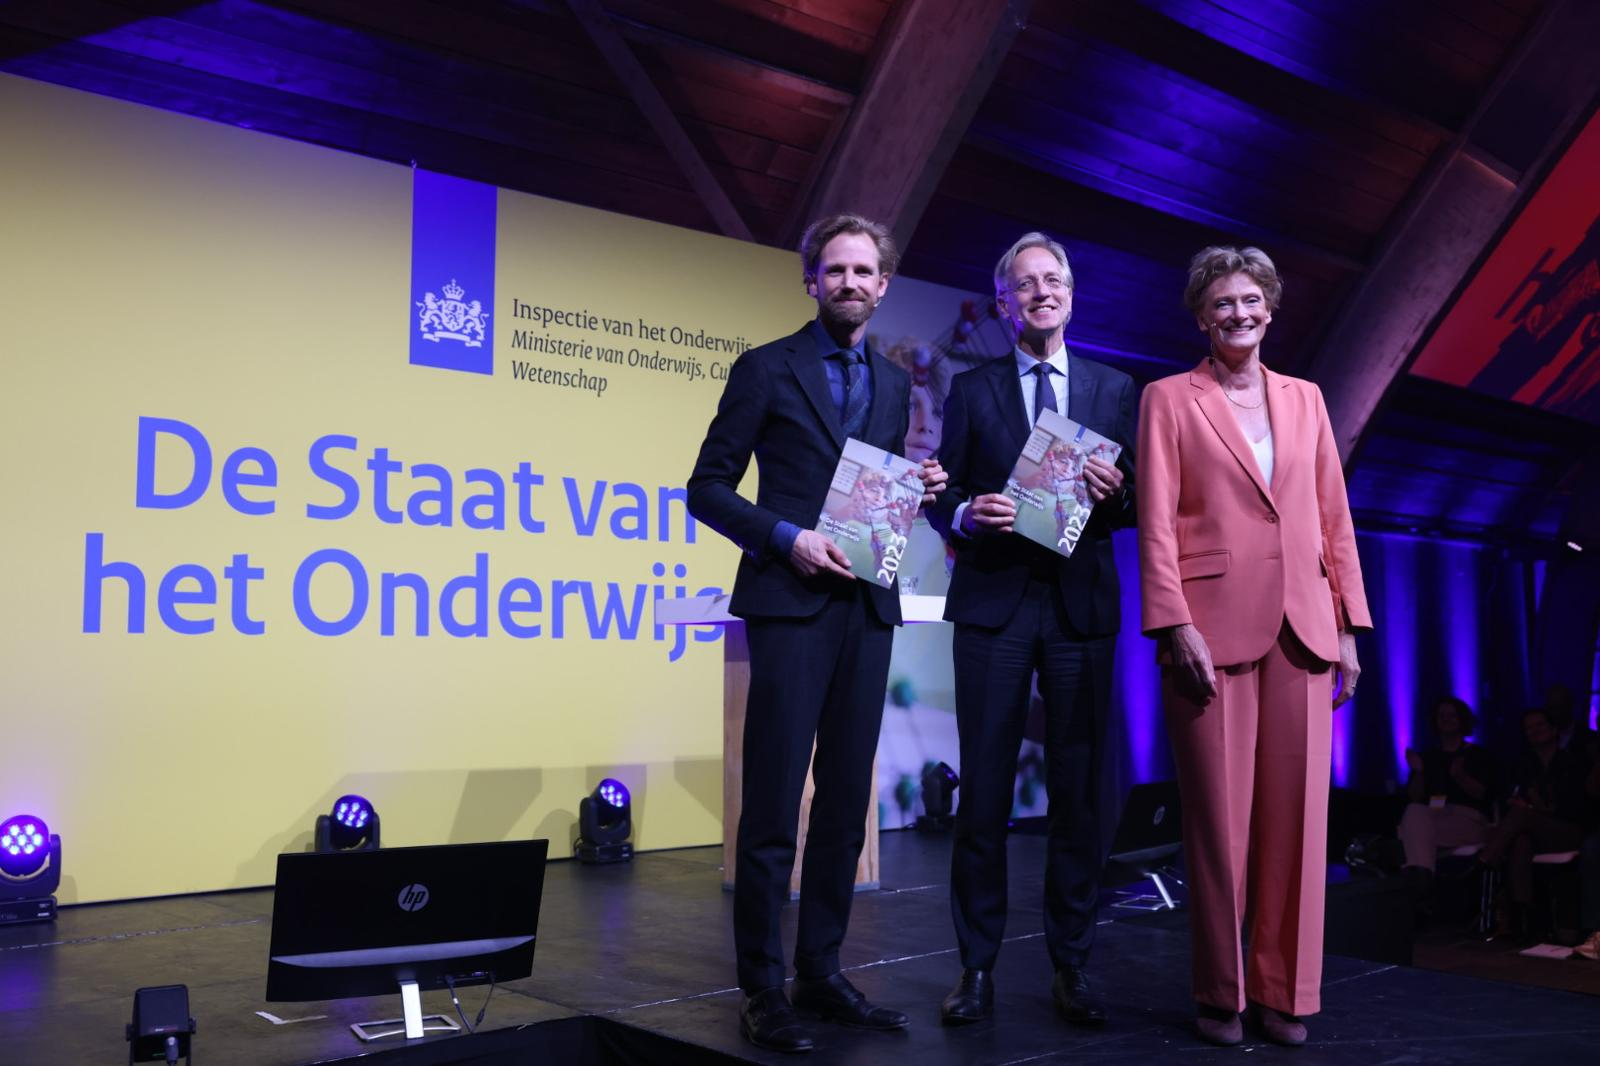 Inspectie van het Onderwijs
Ministerie van Onderwijs, Cul
Wetenschap
De Staat van
het Onderwijs
De Staat van
het Onderwijs
2023
De Staat van
het Onderwijs
2023
hp